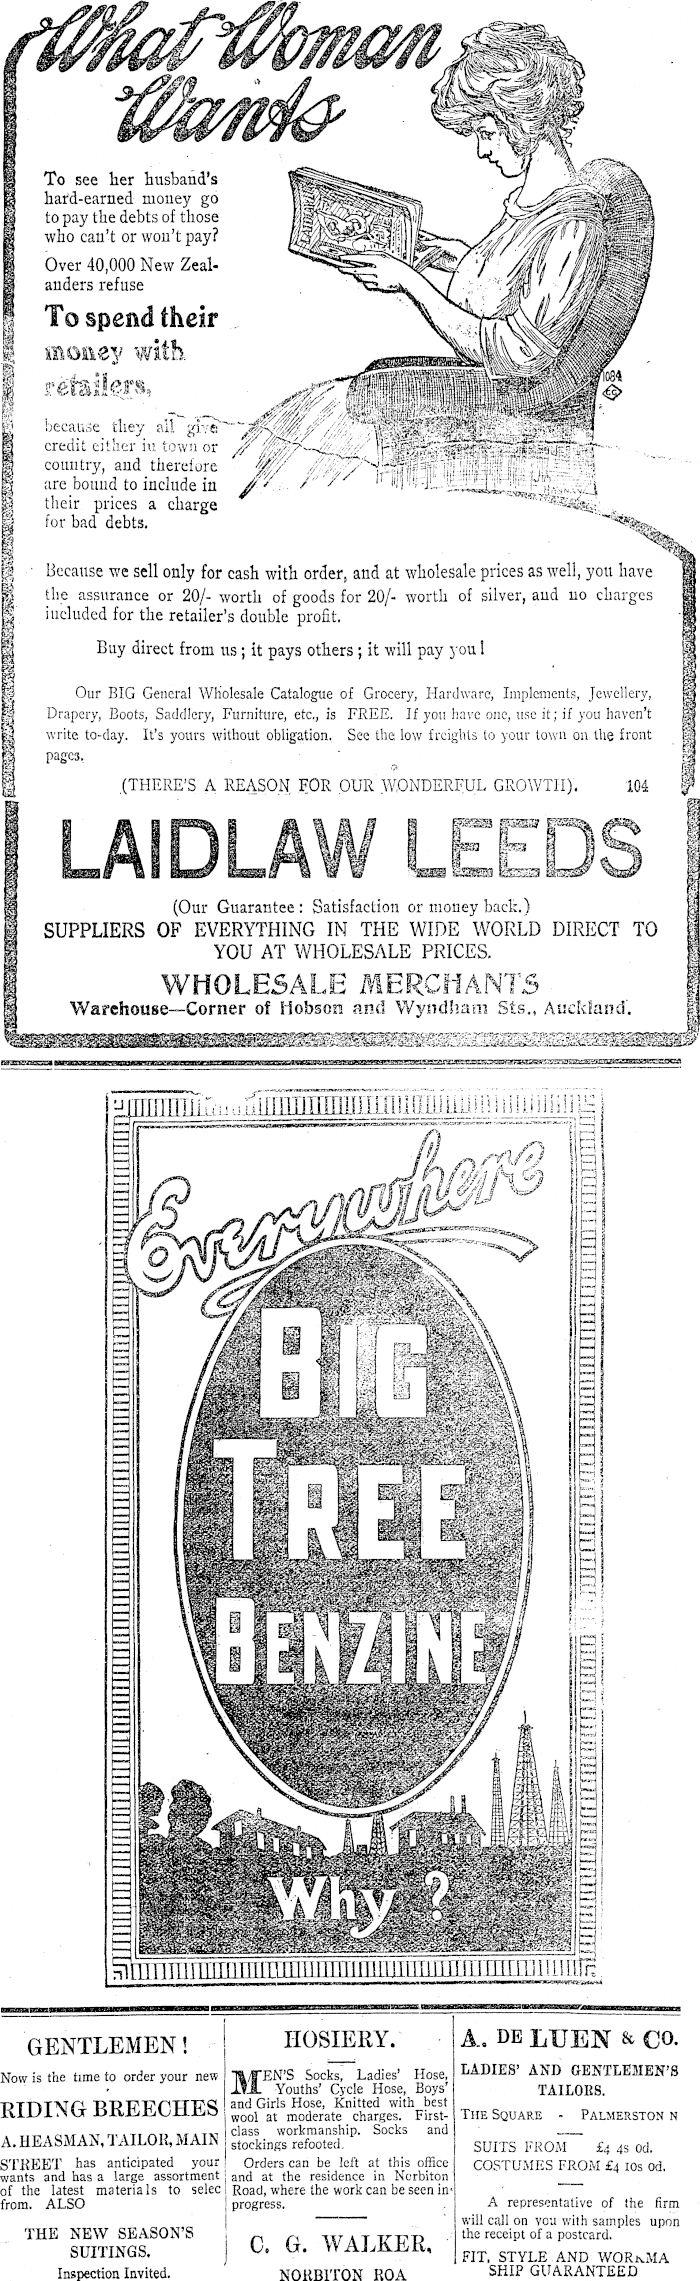 What Woman
Wants
To see her husband's
hard-earned money go
to pay the debts of those
who can't or won't pay?
Over 40,000 New Zeal-
anders refuse
To spend their
money with
retailers,
because they all give
credit either in town or
country, and therefore
are bound to include in
their prices a charge
for bad debts.
1084
C.O.
Because we sell only for cash with order, and at wholesale prices as well, you have
the assurance or 20/- worth of goods for 20/- worth of silver, and no charges
included for the retailer's double profit.
Buy direct from us; it pays others; it will pay you!
Our BIG General Wholesale Catalogue of Grocery, Hardware, Implements, Jewellery,
Drapery, Boots, Saddlery, Furniture, etc., is FREE. If you have one, use it; if you haven't
write to-day. It's yours without obligation. See the low freights to your town on the front
pages.
(THERE'S A REASON FOR OUR WONDERFUL GROWTH). 104
LAIDLAW LEEDS
(Our Guarantee: Satisfaction or money back.)
SUPPLIERS OF EVERYTHING IN THE WIDE WORLD DIRECT TO
YOU AT WHOLESALE PRICES.
WHOLESALE MERCHANTS
Warehouse—Corner of Hobson and Wyndham Sts., Auckland.
Everywhere
BIG
TREE
BENZINE
Why?
GENTLEMEN!
Now is the time to order your new
RIDING BREECHES
A. HEASMAN, TAILOR, MAIN
STREET has anticipated your
wants and has a large assortment
of the latest materials to selec
from. ALSO
THE NEW SEASON'S
SUITINGS.
Inspection Invited.
HOSIERY.
MEN'S Socks, Ladies' Hose,
Youths' Cycle Hose, Boys'
and Girls Hose, Knitted with best
wool at moderate charges. First-
class workmanship. Socks and
stockings refooted.
Orders can be left at this office
and at the residence in Norbiton
Road, where the work can be seen in
progress.
C. G. WALKER,
NORBITON ROA
A. DE LUEN & CO.
LADIES' AND GENTLEMEN'S
TAILORS.
THE SQUARE - PALMERSTON N
SUITS FROM £4 4s 0d.
COSTUMES FROM £4 10s 0d.
A representative of the firm
will call on you with samples upon
the receipt of a postcard.
FIT, STYLE AND WORKMA
SHIP GUARANTEED